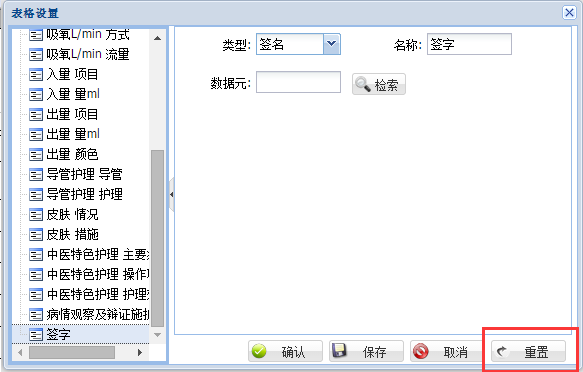 表格设置
吸氧L/min 方式
吸氧L/min 流量
入量 项目
入量 量ml
出量 项目
出量 量ml
出量 颜色
导管护理 导管
导管护理 护理
皮肤 情况
皮肤 措施
中医特色护理 主要
中医特色护理 操作
中医特色护理 护理
病情观察及辩证施护
签字
类型: 签名 名称: 签字
数据元: 检索
确认 保存 取消 重置